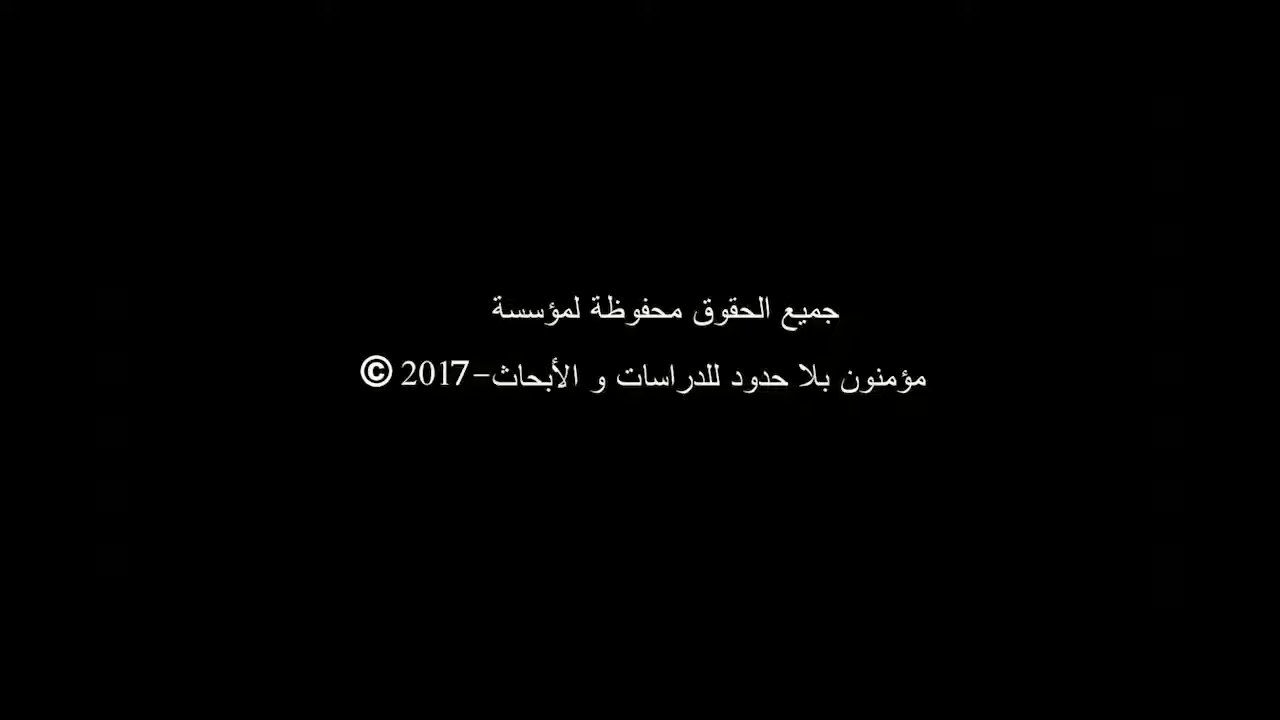 جميع الحقوق محفوظة لمؤسسة
مؤمنون بلا حدود للدراسات و الأبحاث-2017 ©